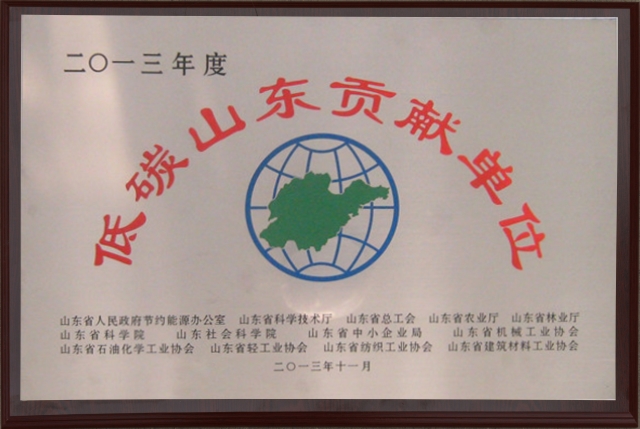 二〇一三年度
低碳山东贡献单位
山东省人民政府节约能源办公室 山东省科学技术厅 山东省总工会 山东省农业厅 山东省林业厅
山东省科学院 山东社会科学院 山东省中小企业局 山东省机械工业协会
山东省石油化学工业协会 山东省轻工业协会 山东省纺织工业协会 山东省建筑材料工业协会
二〇一三年十一月